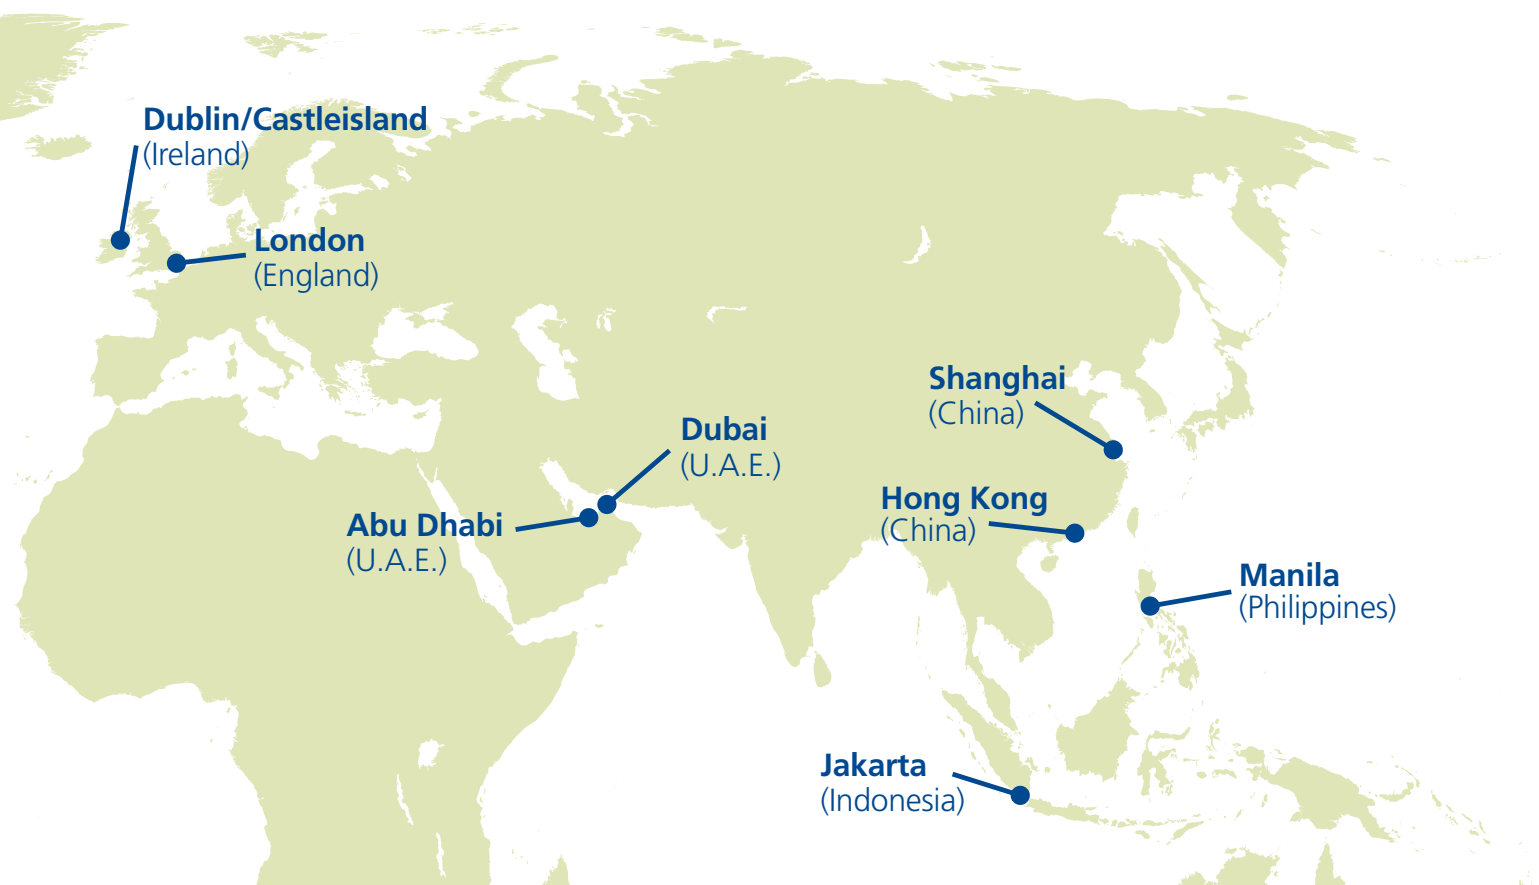 Dublin/Castleisland
(Ireland)
London
(England)
Shanghai
(China)
Dubai
(U.A.E.)
Hong Kong
(China)
Abu Dhabi
(U.A.E.)
Manila
(Philippines)
Jakarta
(Indonesia)